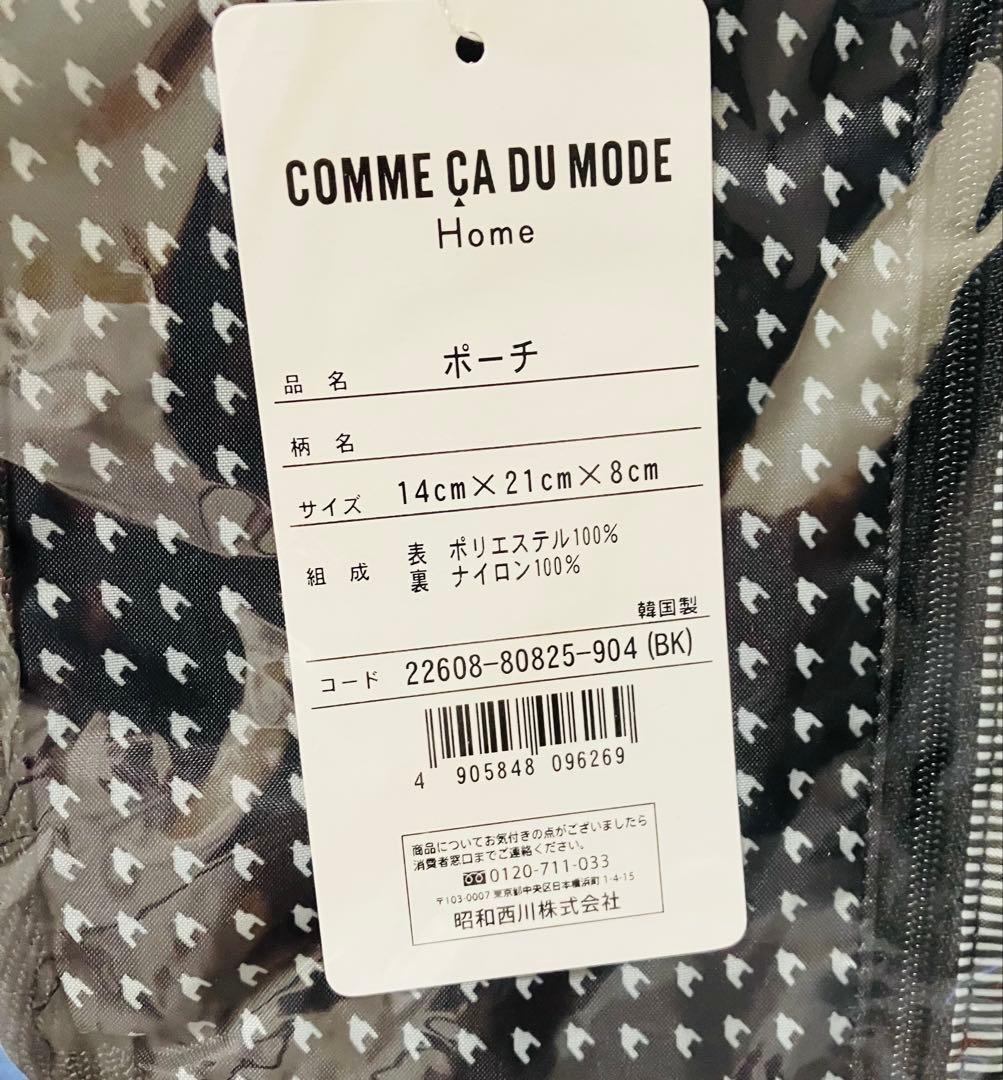 COMME ÇA DU MODE
Home
品 名 ポーチ
柄 名
サイズ 14cm×21cm×8cm
組 成 表 ポリエステル100%
裏 ナイロン100%
韓国製
コード 22608-80825-904 (BK)
4 905848 096269
商品についてお気付きの点がございましたら
消費者窓口までご連絡ください。
0120-711-033
〒103-0007 東京都中央区日本橋浜町1-4-15
昭和西川株式会社